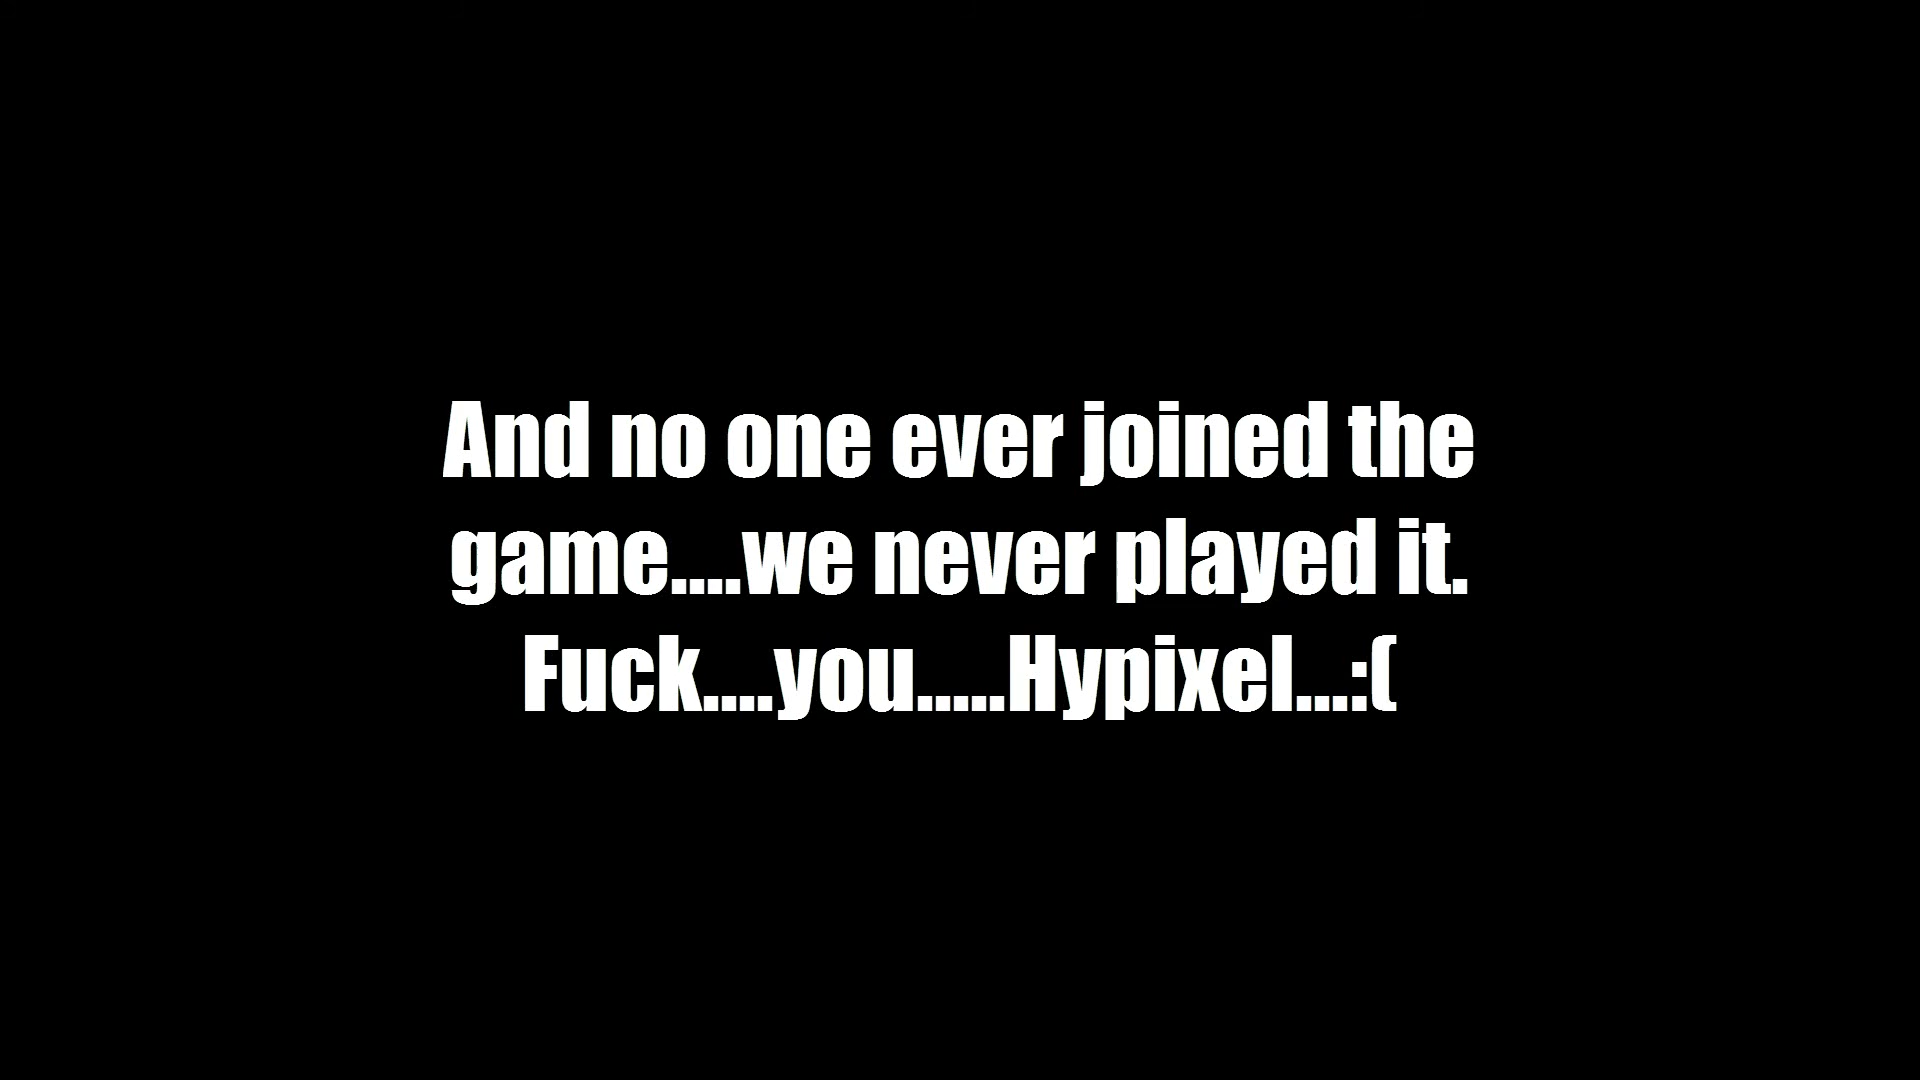 And no one ever joined the
game....we never played it.
Fuck....you.....Hypixel...:(